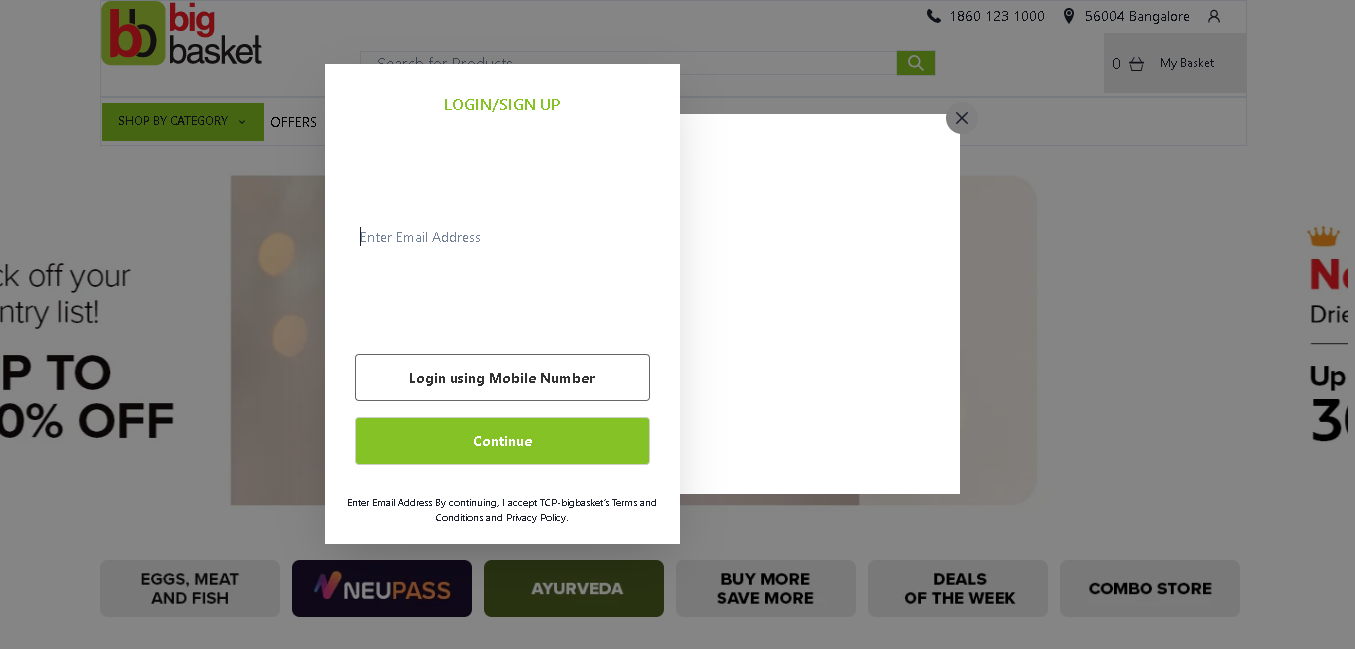 big
basket
1860 123 1000
56004 Bangalore
Search for Products
0
My Basket
SHOP BY CATEGORY
OFFERS
LOGIN/SIGN UP
Enter Email Address
Login using Mobile Number
Continue
Enter Email Address By continuing, I accept TCP-bigbasket's Terms and
Conditions and Privacy Policy.
ck off your
ntry list!
P TO
0% OFF
Up
EGGS, MEAT
AND FISH
NEUPASS
AYURVEDA
BUY MORE
SAVE MORE
DEALS
OF THE WEEK
COMBO STORE